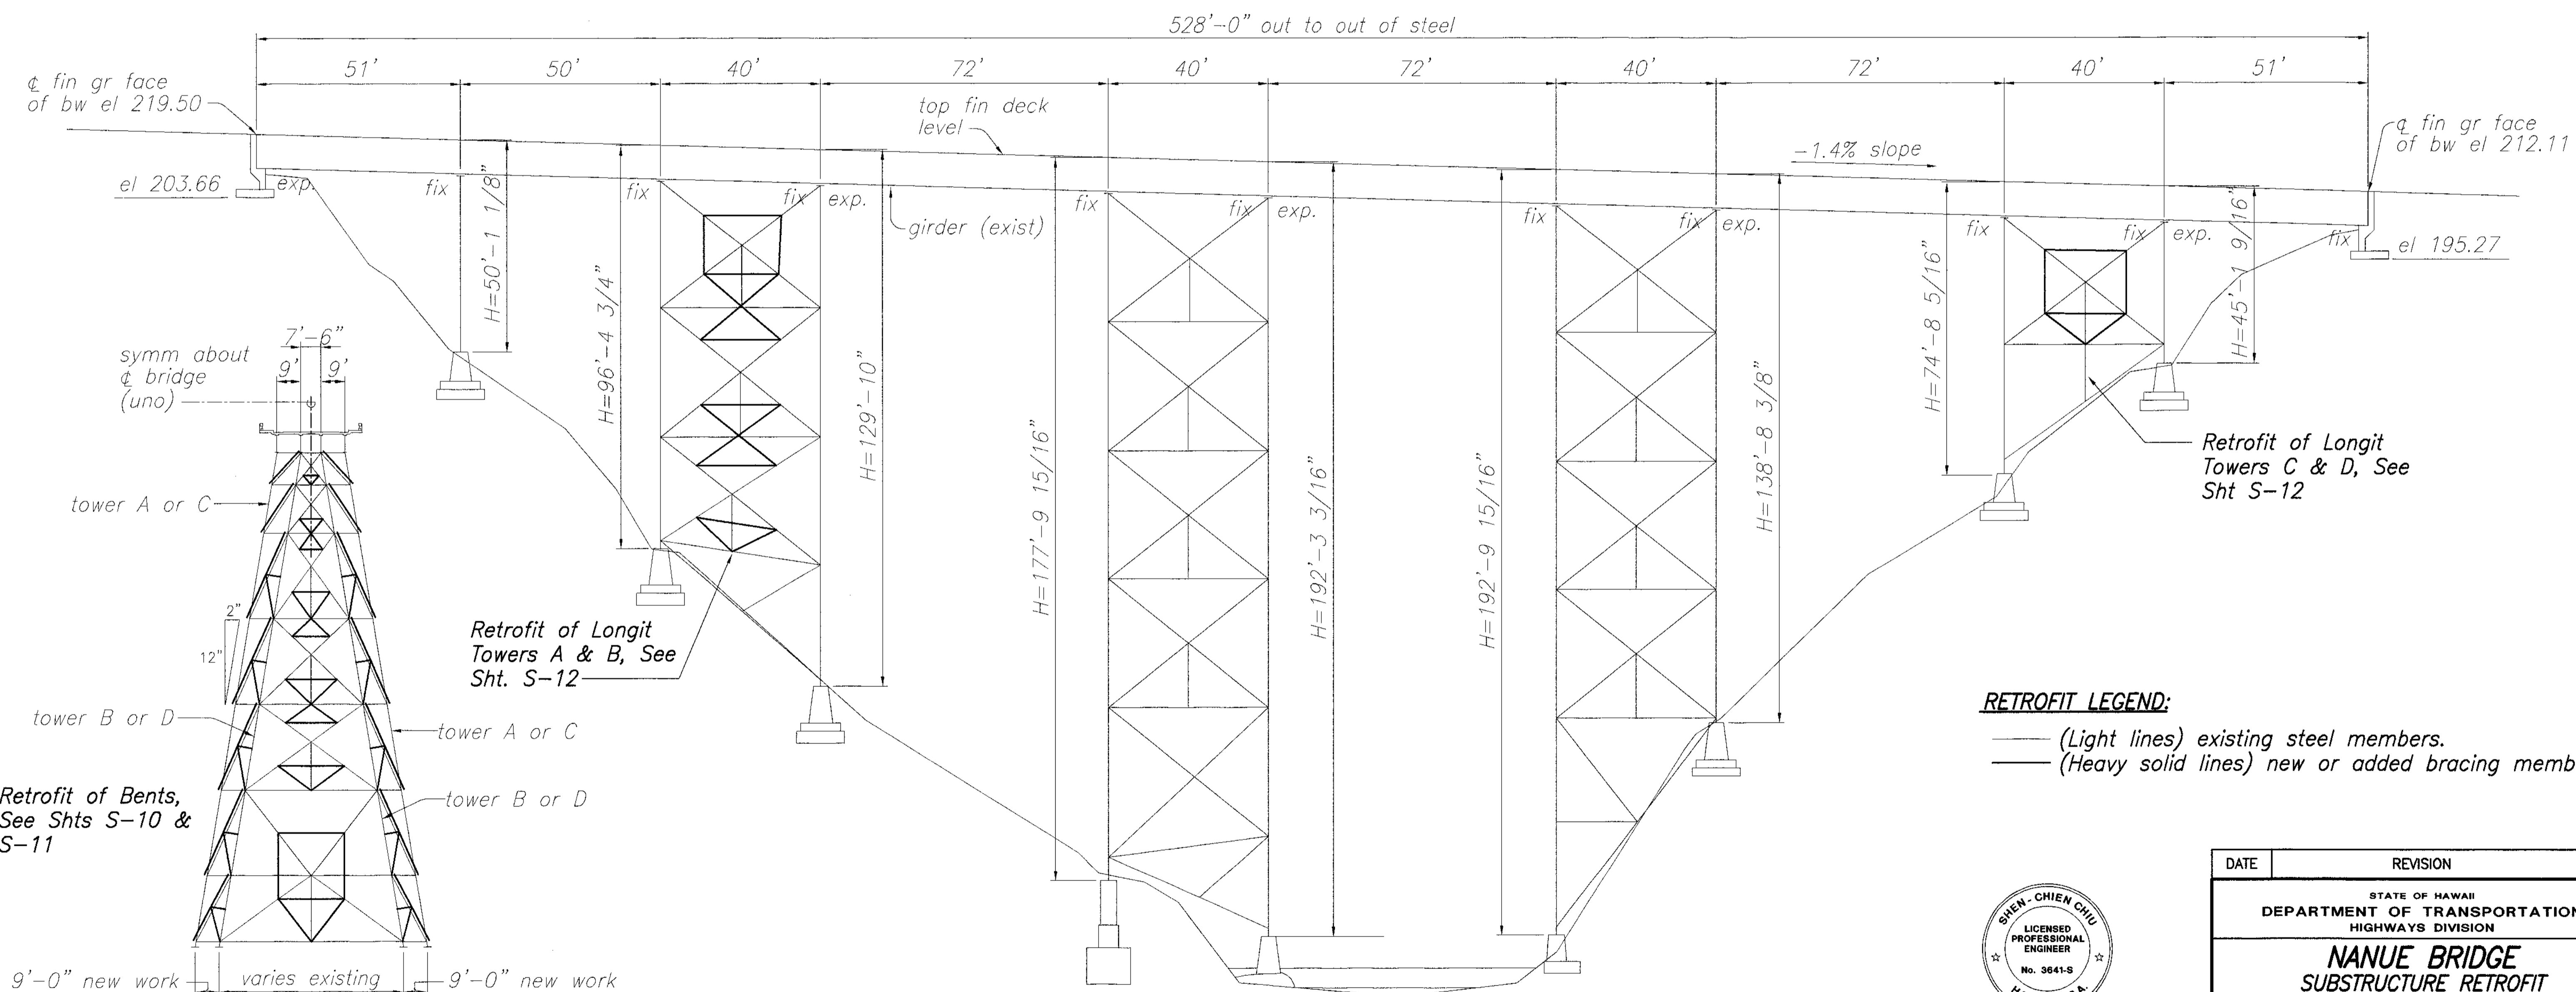 528'-0" out to out of steel
51'
50'
40'
72'
40'
72'
40'
72'
40'
51'
℄ fin gr face
of bw el 219.50
top fin deck
level
-1.4% slope
℄ fin gr face
of bw el 212.11
el 203.66
exp.
fix
H=50'-1 1/8"
fix
fix
exp.
girder (exist)
fix
fix
exp.
fix
fix
exp.
fix
fix
exp.
fix
el 195.27
H=96'-4 3/4"
H=129'-10"
H=177'-9 15/16"
H=192'-3 3/16"
H=192'-9 15/16"
H=138'-8 3/8"
H=74'-8 5/16"
H=45'-1 9/16"
7'-6"
symm about
℄ bridge
(uno)
9'
9'
tower A or C
2"
12"
tower B or D
tower A or C
tower B or D
Retrofit of Bents,
See Shts S-10 &
S-11
9'-0" new work
varies existing
9'-0" new work
Retrofit of Longit
Towers A & B, See
Sht. S-12
Retrofit of Longit
Towers C & D, See
Sht S-12
RETROFIT LEGEND:
(Light lines) existing steel members.
(Heavy solid lines) new or added bracing memb
SHEN-CHIEN CHIU
LICENSED
PROFESSIONAL
ENGINEER
No. 3641-S
DATE
REVISION
STATE OF HAWAII
DEPARTMENT OF TRANSPORTATION
HIGHWAYS DIVISION
NANUE BRIDGE
SUBSTRUCTURE RETROFIT